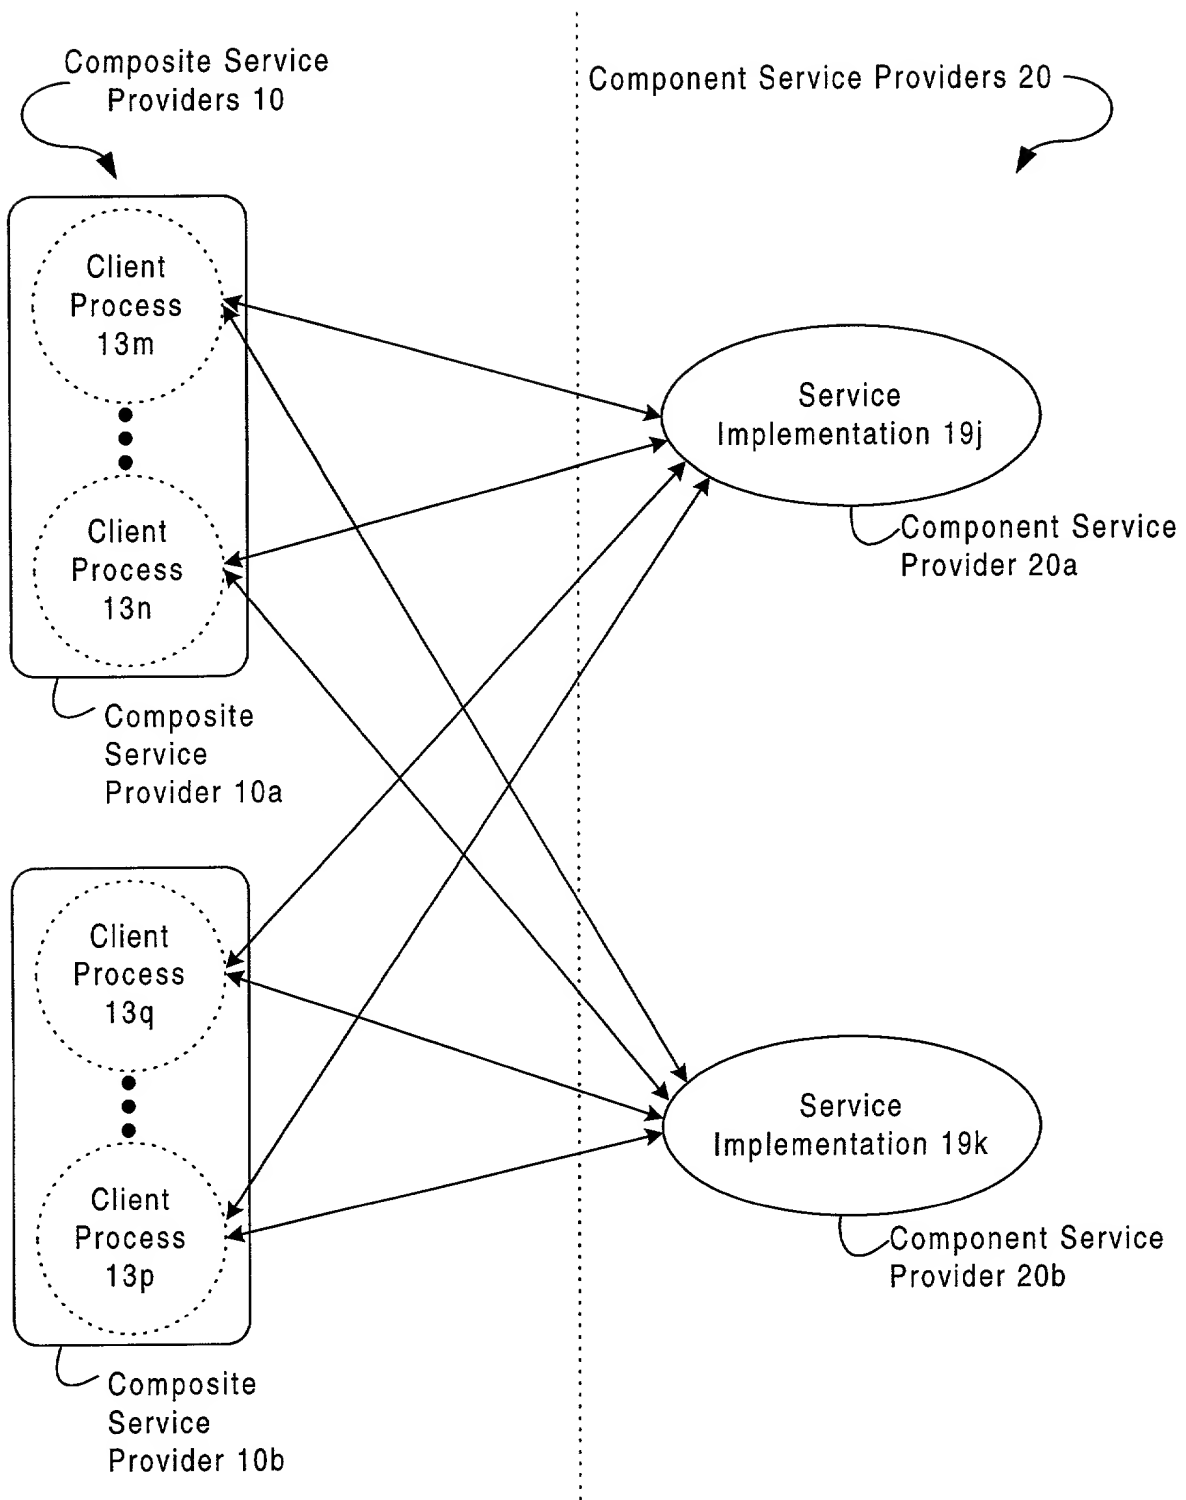 Composite Service
Providers 10
Component Service Providers 20
Client
Process
13m
Client
Process
13n
Composite
Service
Provider 10a
Service
Implementation 19j
Component Service
Provider 20a
Client
Process
13q
Client
Process
13p
Composite
Service
Provider 10b
Service
Implementation 19k
Component Service
Provider 20b